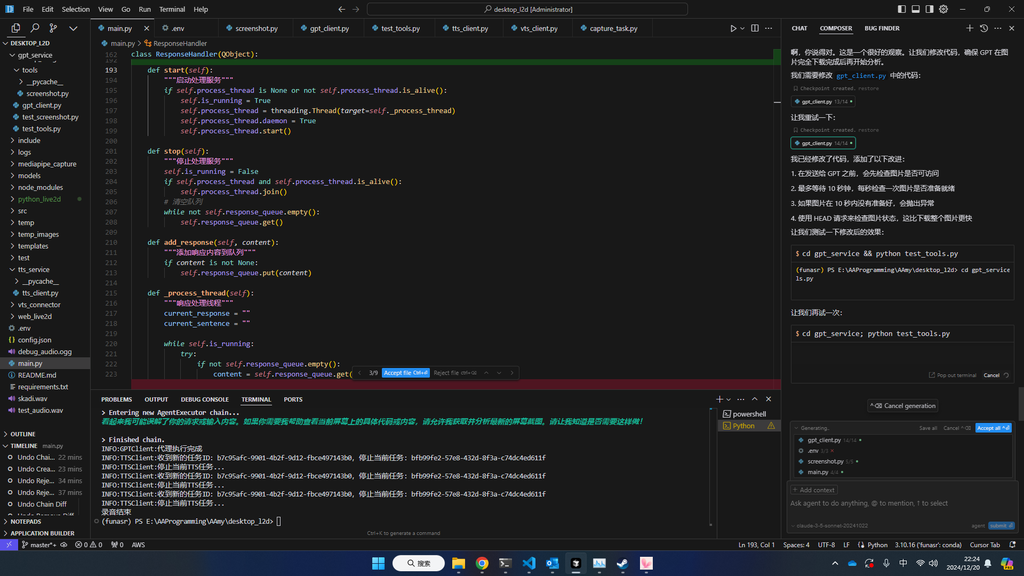 File Edit Selection View Go Run Terminal Help
desktop_l2d [Administrator]
DESKTOP_L2D
gpt_service
tools
__pycache__
screenshot.py
gpt_client.py
test_screenshot.py
test_tools.py
include
logs
mediapipe_capture
models
node_modules
python_live2d
src
temp
temp_images
templates
test
tts_service
__pycache__
tts_client.py
vts_connector
web_live2d
.env
config.json
debug_audio.ogg
main.py
README.md
requirements.txt
skadi.wav
test_audio.wav
OUTLINE
TIMELINE main.py
Undo Chai... 22 mins
Undo Crea... 23 mins
Undo Reje... 34 mins
Undo Reje... 37 mins
Undo Chain Diff
NOTEPADS
APPLICATION BUILDER
main.py .env screenshot.py gpt_client.py test_tools.py tts_client.py vts_client.py capture_task.py
main.py > ResponseHandler
162 class ResponseHandler(QObject):
193 def start(self):
194 """启动处理服务"""
195 if self.process_thread is None or not self.process_thread.is_alive():
196 self.is_running = True
197 self.process_thread = threading.Thread(target=self._process_thread)
198 self.process_thread.daemon = True
199 self.process_thread.start()
200
201 def stop(self):
202 """停止处理服务"""
203 self.is_running = False
204 if self.process_thread and self.process_thread.is_alive():
205 self.process_thread.join()
206 # 清空队列
207 while not self.response_queue.empty():
208 self.response_queue.get()
209
210 def add_response(self, content):
211 """添加响应内容到队列"""
212 if content is not None:
213 self.response_queue.put(content)
214
215 def _process_thread(self):
216 """响应处理线程"""
217 current_response = ""
218 current_sentence = ""
219
220 while self.is_running:
221 try:
222 if not self.response_queue.empty():
223 content = self.response_queue.get(
3/9 Accept file Ctrl+⏎ Reject file
PROBLEMS OUTPUT DEBUG CONSOLE TERMINAL PORTS
> Entering new AgentExecutor chain...
看起来我可能误解了你的请求或输入内容。如果你需要我帮助查看当前屏幕上的具体代码或内容，请允许我获取并分析最新的屏幕截图。请让我知道是否需要这样做！
> Finished chain.
INFO:GPTClient:代理执行完成
INFO:TTSClient:收到新的任务ID: b7c95afc-9901-4b2f-9d12-fbce497143b0, 停止当前任务: bfb99fe2-57e8-432d-8f3a-c74dc4ed611f
INFO:TTSClient:停止当前TTS任务...
INFO:TTSClient:收到新的任务ID: b7c95afc-9901-4b2f-9d12-fbce497143b0, 停止当前任务: bfb99fe2-57e8-432d-8f3a-c74dc4ed611f
INFO:TTSClient:停止当前TTS任务...
INFO:TTSClient:收到新的任务ID: b7c95afc-9901-4b2f-9d12-fbce497143b0, 停止当前任务: bfb99fe2-57e8-432d-8f3a-c74dc4ed611f
INFO:TTSClient:停止当前TTS任务...
录音结束
(funasr) PS E:\AAProgramming\AAmy\desktop_l2d>
Ctrl+K to generate a command
powershell
Python
CHAT COMPOSER BUG FINDER
啊，你说得对。这是一个很好的观察。让我们修改代码，确保 GPT 在图片完全下载完成后再开始分析。
我们需要修改 gpt_client.py 中的代码:
Checkpoint created. restore
gpt_client.py 13/14
让我重试一下:
Checkpoint created. restore
gpt_client.py 14/14
我已经修改了代码，添加了以下改进:
1. 在发送给 GPT 之前，会先检查图片是否可访问
2. 最多等待 10 秒钟，每秒检查一次图片是否准备就绪
3. 如果图片在 10 秒内没有准备好，会抛出异常
4. 使用 HEAD 请求来检查图片状态，这比下载整个图片更快
让我们测试一下修改后的效果:
$ cd gpt_service && python test_tools.py
(funasr) PS E:\AAProgramming\AAmy\desktop_l2d> cd gpt_service
ls.py
让我们再试一次:
$ cd gpt_service; python test_tools.py
Pop out terminal Cancel
Cancel generation
Generating.. Save all Cancel Accept all
gpt_client.py 14/14
.env 3/3
screenshot.py
main.py 4/4
+ Add context
Ask agent to do anything, @ to mention, ↑ to select
claude-3-5-sonnet-20241022 agent submit
master*+ 0 0 0 AWS
Ln 193, Col 1 Spaces: 4 UTF-8 LF Python 3.10.16 ('funasr': conda) Cursor Tab
搜索
中
22:24
2024/12/20